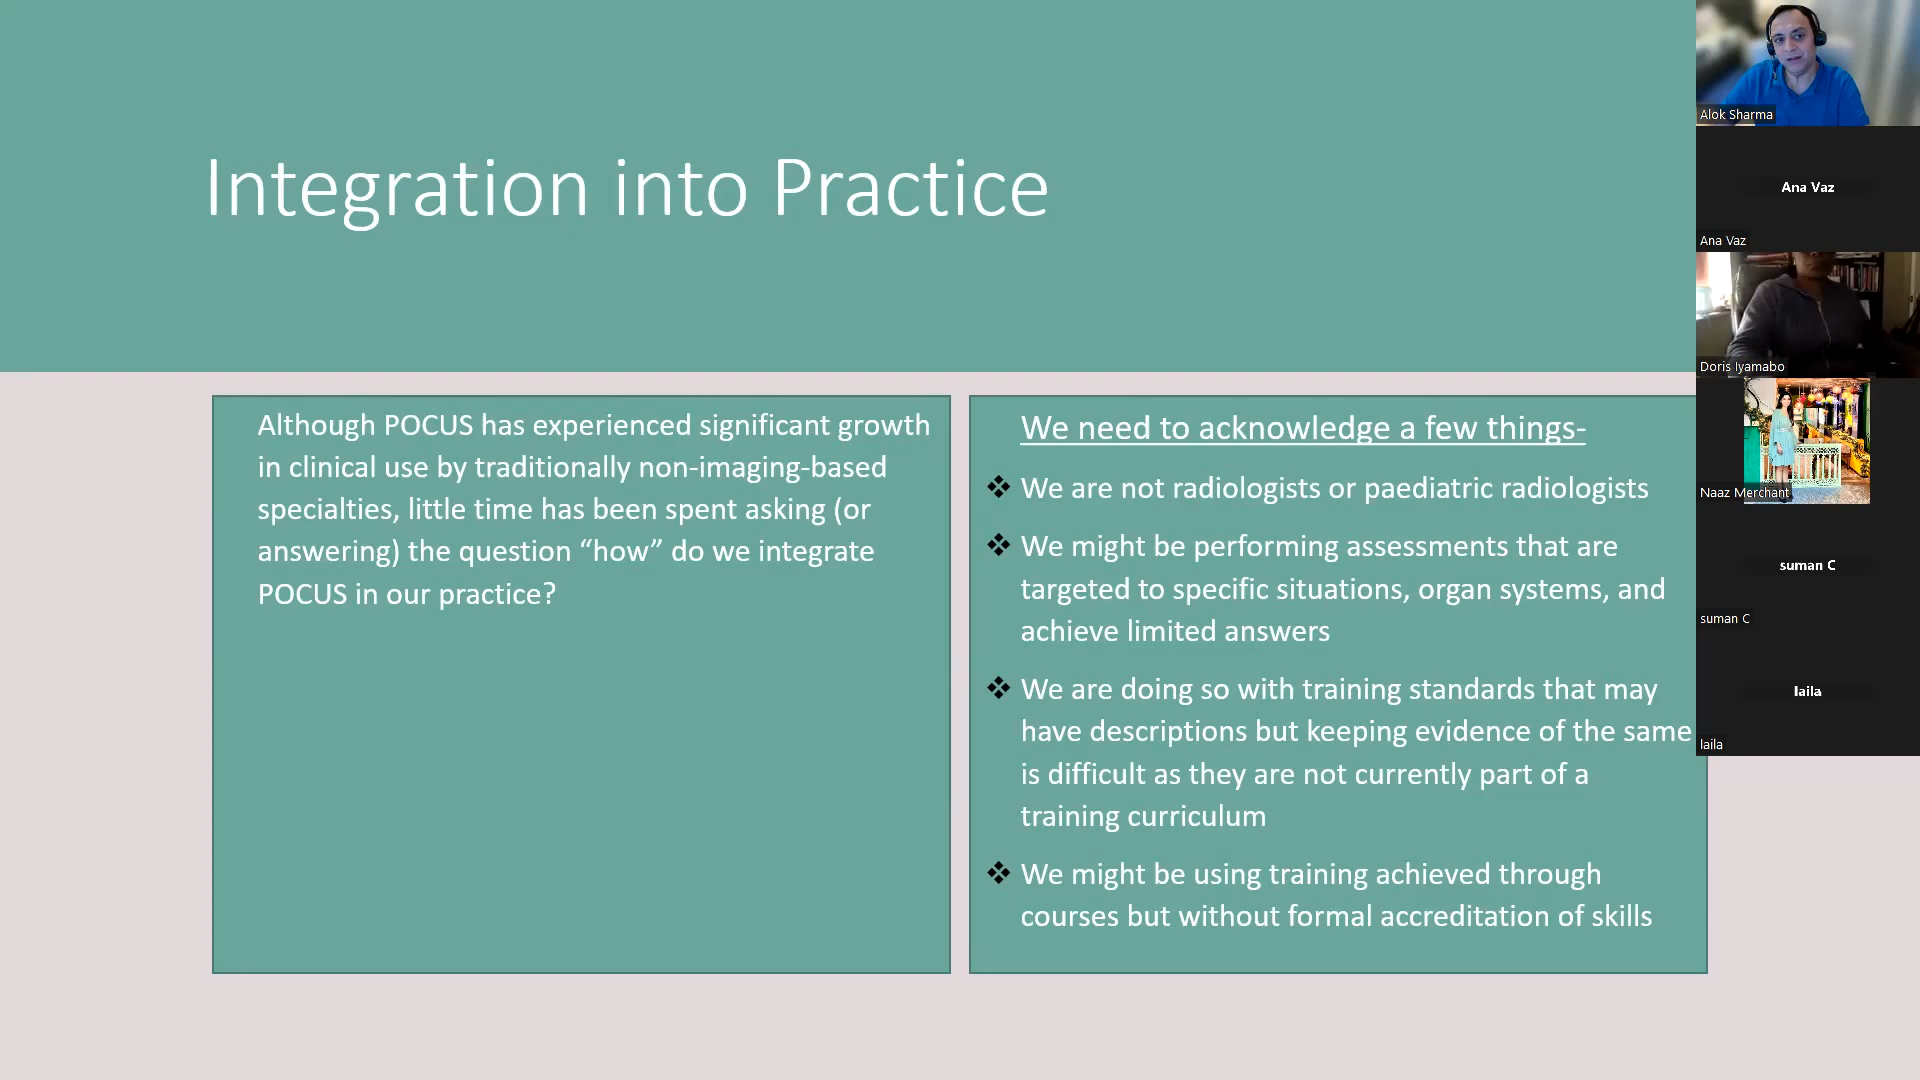 Integration into Practice
Although POCUS has experienced significant growth
in clinical use by traditionally non-imaging-based
specialties, little time has been spent asking (or
answering) the question “how” do we integrate
POCUS in our practice?
We need to acknowledge a few things-
❖ We are not radiologists or paediatric radiologists
❖ We might be performing assessments that are
targeted to specific situations, organ systems, and
achieve limited answers
❖ We are doing so with training standards that may
have descriptions but keeping evidence of the same
is difficult as they are not currently part of a
training curriculum
❖ We might be using training achieved through
courses but without formal accreditation of skills
Alok Sharma
Ana Vaz
Ana Vaz
Doris Iyamabo
Naaz Merchant
suman C
suman C
laila
laila